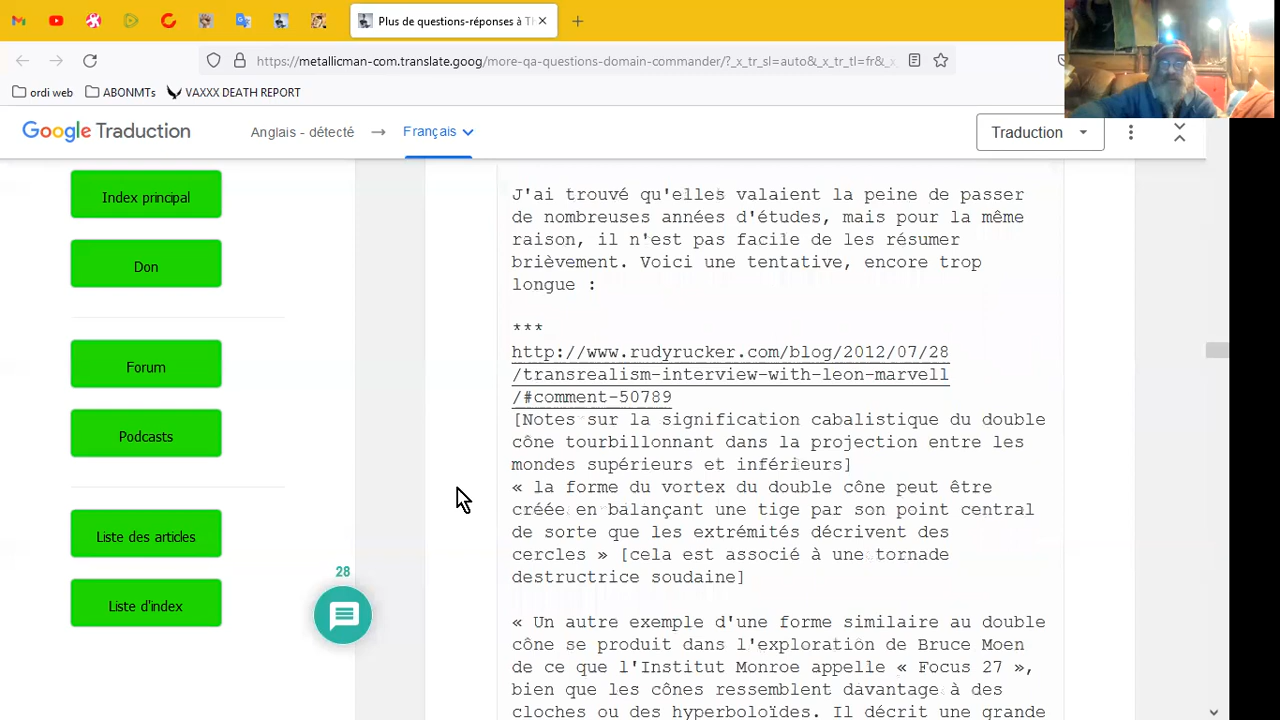 Plus de questions-réponses à Th
https://metallicman-com.translate.goog/more-qa-questions-domain-commander/?_x_tr_sl=auto&_x_tr_tl=fr&_x_
ordi web
ABONMTs
VAXXX DEATH REPORT
Google Traduction
Anglais - détecté
Français
Traduction
Index principal
Don
Forum
Podcasts
Liste des articles
Liste d'index
28
J'ai trouvé qu'elles valaient la peine de passer
de nombreuses années d'études, mais pour la même
raison, il n'est pas facile de les résumer
brièvement. Voici une tentative, encore trop
longue :
***
http://www.rudyrucker.com/blog/2012/07/28
/transrealism-interview-with-leon-marvell
/#comment-50789
[Notes sur la signification cabalistique du double
cône tourbillonnant dans la projection entre les
mondes supérieurs et inférieurs]
« la forme du vortex du double cône peut être
créée en balançant une tige par son point central
de sorte que les extrémités décrivent des
cercles » [cela est associé à une tornade
destructrice soudaine]
« Un autre exemple d'une forme similaire au double
cône se produit dans l'exploration de Bruce Moen
de ce que l'Institut Monroe appelle « Focus 27 »,
bien que les cônes ressemblent davantage à des
cloches ou des hyperboloïdes. Il décrit une grande